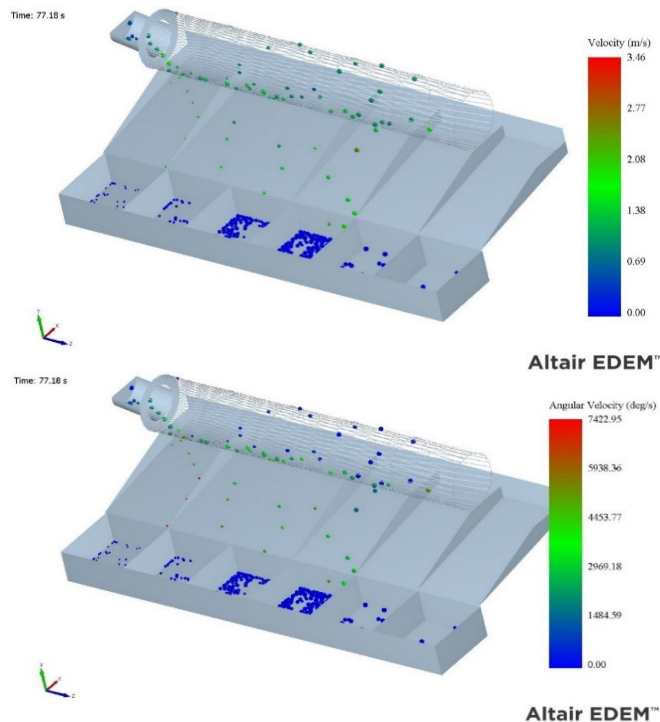 Time: 77.18 s
Velocity (m/s)
3.46
2.77
2.08
1.38
0.69
0.00
Y
X
Z
Altair EDEM™
Time: 77.18 s
Angular Velocity (deg/s)
7422.95
5938.36
4453.77
2969.18
1484.59
0.00
Y
X
Z
Altair EDEM™